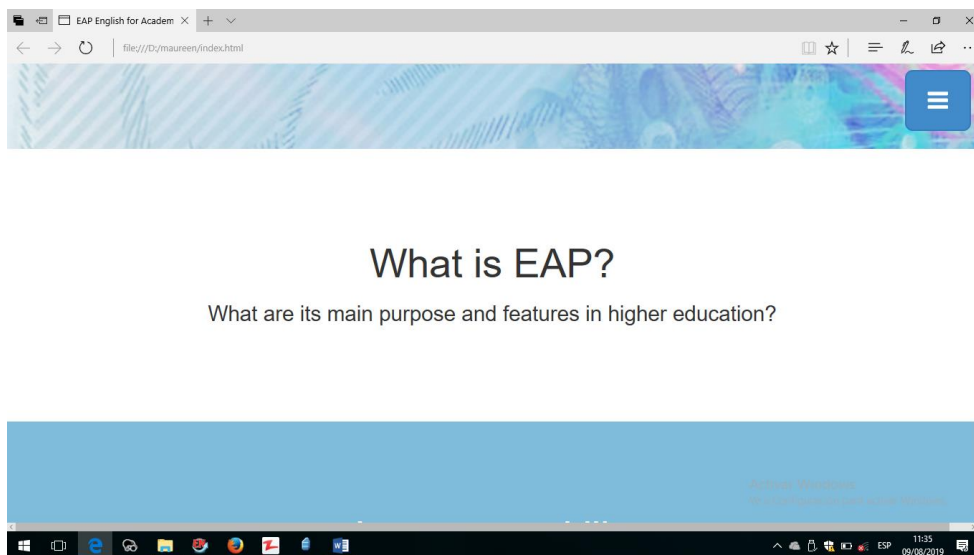 EAP English for Academ
file:///D:/maureen/index.html
What is EAP?
What are its main purpose and features in higher education?
ESP
11:35
09/08/2019